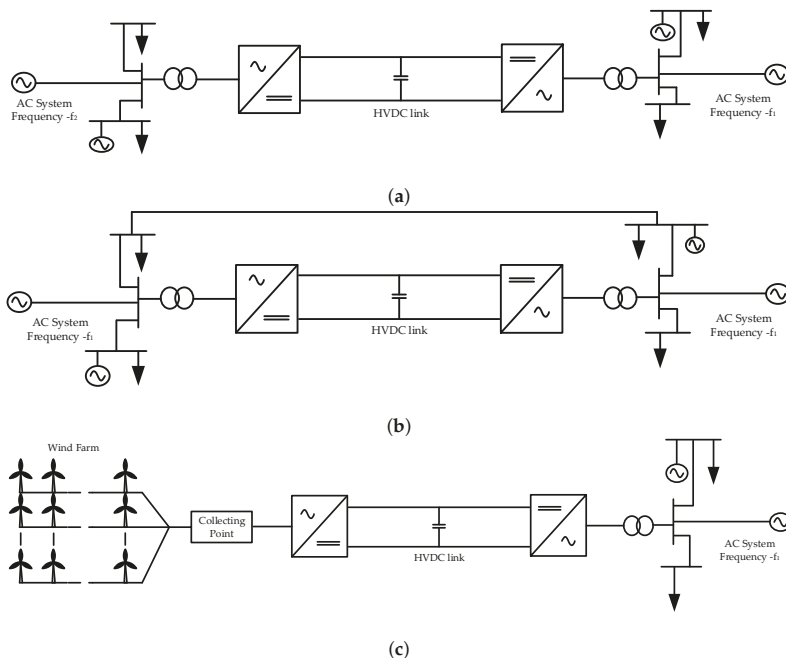 AC System
Frequency -f₂
HVDC link
AC System
Frequency -f₁
(a)
AC System
Frequency -f₁
HVDC link
AC System
Frequency -f₁
(b)
Wind Farm
Collecting
Point
HVDC link
AC System
Frequency -f₁
(c)